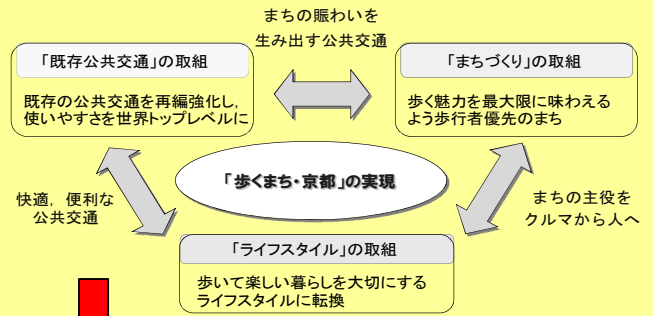 まちの賑わいを
生み出す公共交通
「既存公共交通」の取組
既存の公共交通を再編強化し，
使いやすさを世界トップレベルに
「まちづくり」の取組
歩く魅力を最大限に味わえる
よう歩行者優先のまち
「歩くまち・京都」の実現
快適，便利な
公共交通
まちの主役を
クルマから人へ
「ライフスタイル」の取組
歩いて楽しい暮らしを大切にする
ライフスタイルに転換